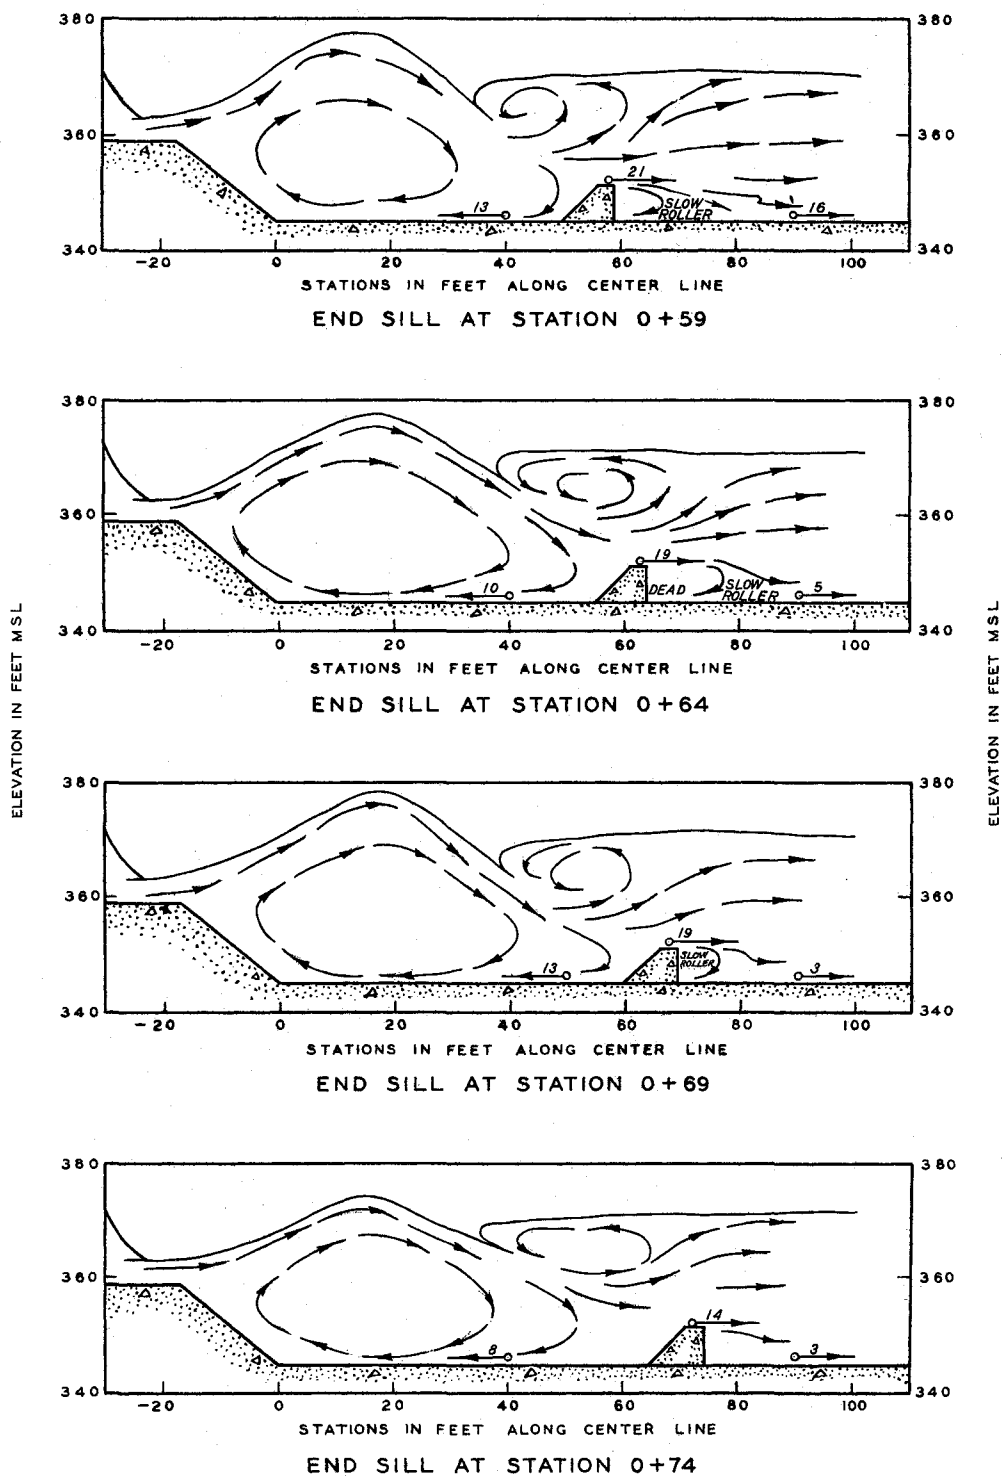 380 380
360 360
21
13 SLOW 16
ROLLER
340 340
-20 0 20 40 60 80 100
STATIONS IN FEET ALONG CENTER LINE
END SILL AT STATION 0+59
380 380
360 360
19
10 DEAD SLOW 5
ROLLER
340 340
-20 0 20 40 60 80 100
STATIONS IN FEET ALONG CENTER LINE
END SILL AT STATION 0+64
ELEVATION IN FEET MSL
ELEVATION IN FEET MSL
380 380
360 360
19
SLOW
ROLLER
13 3
340 340
-20 0 20 40 60 80 100
STATIONS IN FEET ALONG CENTER LINE
END SILL AT STATION 0+69
380 380
360 360
14
8 3
340 340
-20 0 20 40 60 80 100
STATIONS IN FEET ALONG CENTER LINE
END SILL AT STATION 0+74